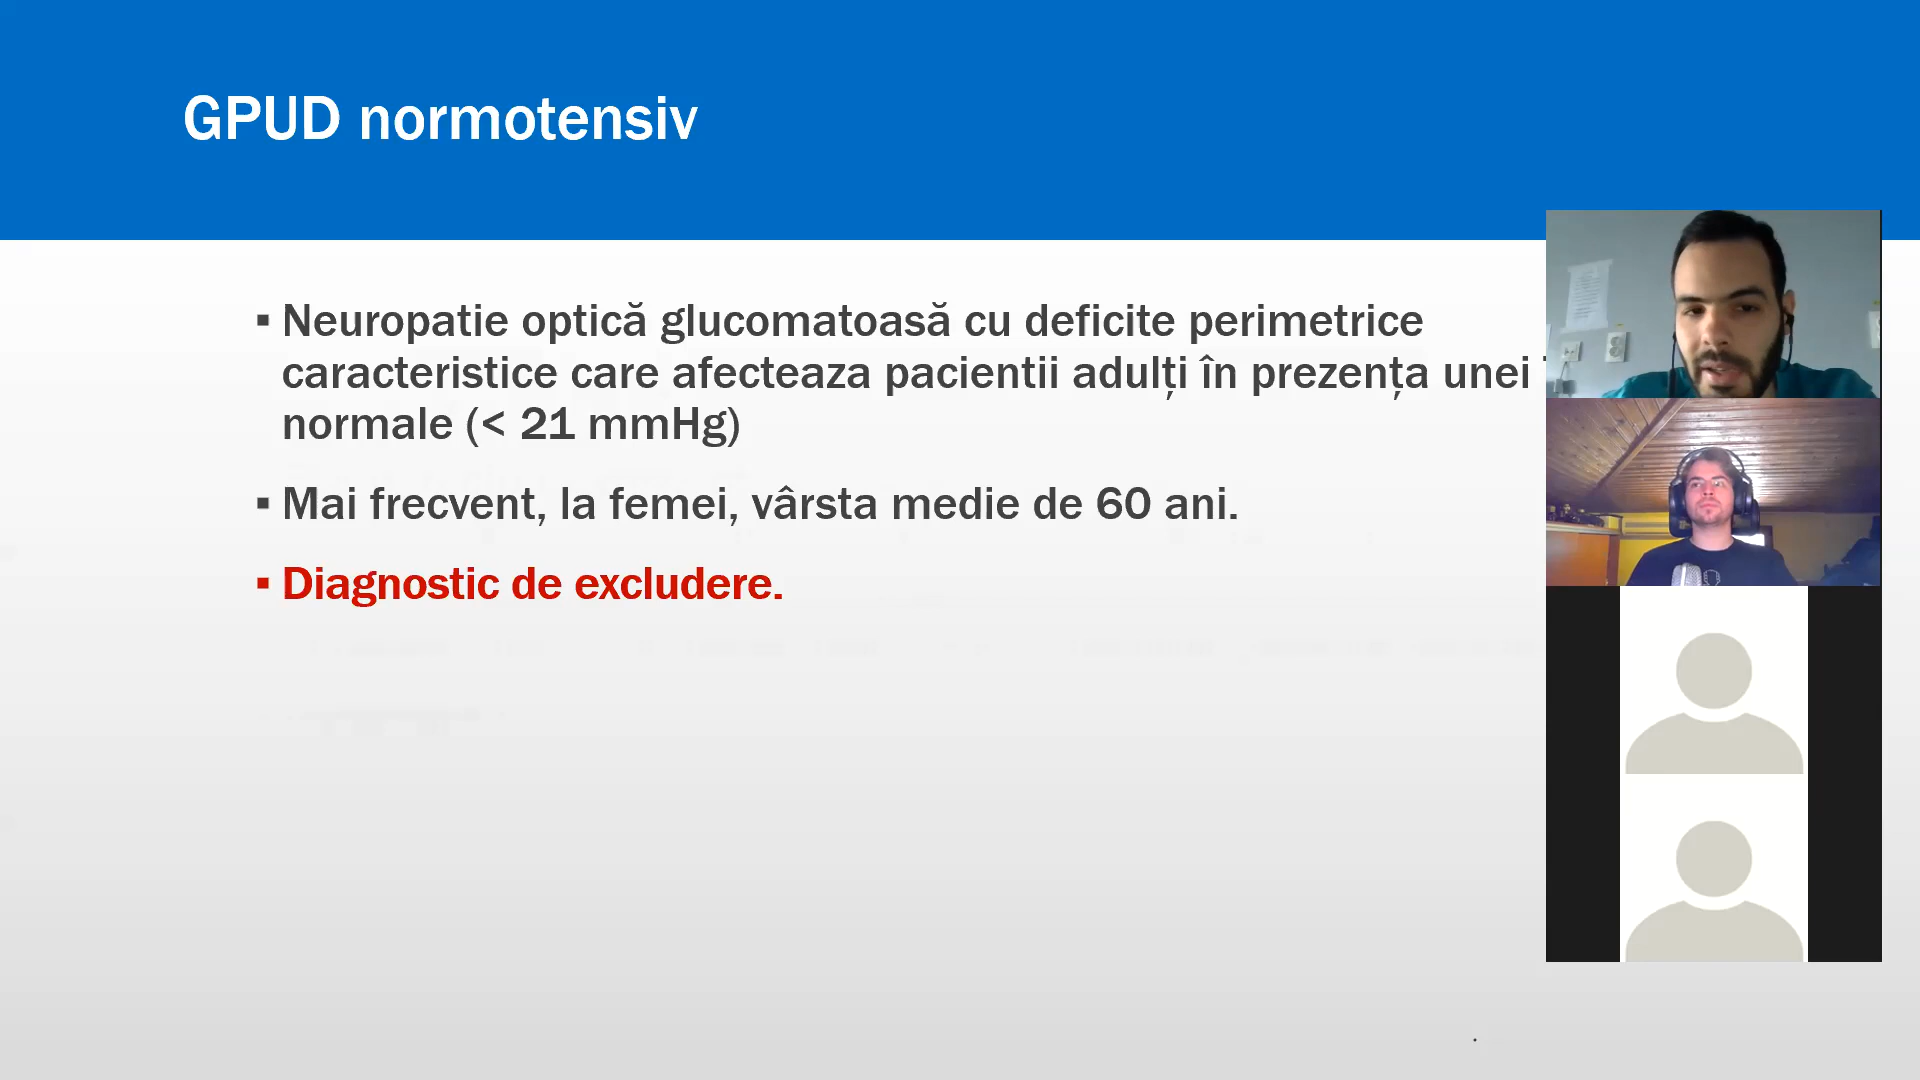 GPUD normotensiv
▪ Neuropatie optică glucomatoasă cu deficite perimetrice
caracteristice care afecteaza pacientii adulți în prezența unei
normale (< 21 mmHg)
▪ Mai frecvent, la femei, vârsta medie de 60 ani.
▪ Diagnostic de excludere.